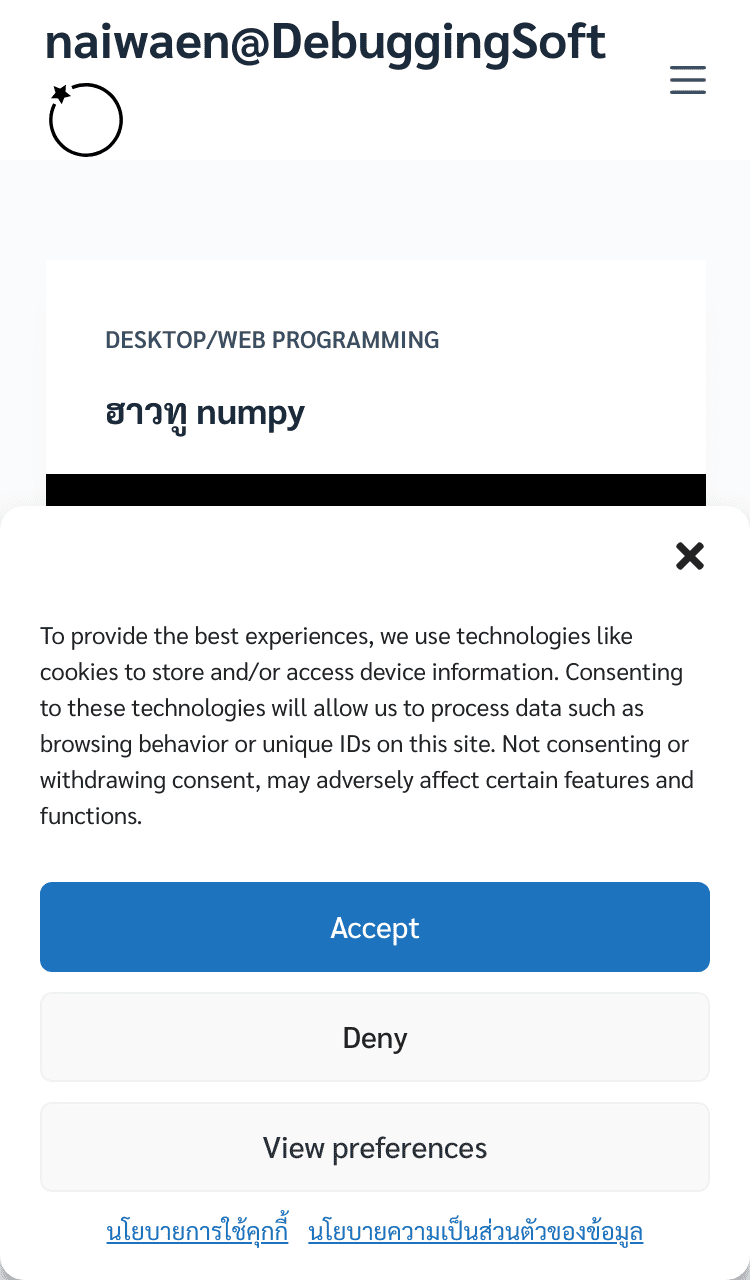 naiwaen@DebuggingSoft
DESKTOP/WEB PROGRAMMING
ฮาวทู numpy
To provide the best experiences, we use technologies like
cookies to store and/or access device information. Consenting
to these technologies will allow us to process data such as
browsing behavior or unique IDs on this site. Not consenting or
withdrawing consent, may adversely affect certain features and
functions.
Accept
Deny
View preferences
นโยบายการใช้คุกกี้ นโยบายความเป็นส่วนตัวของข้อมูล